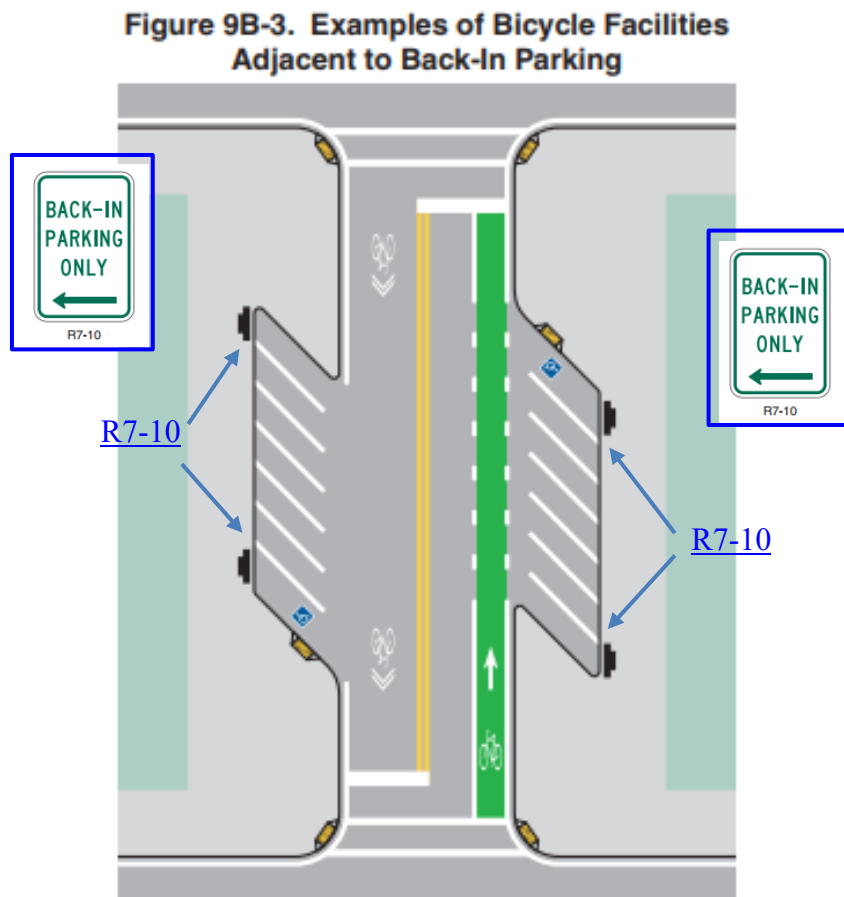 Figure 9B-3. Examples of Bicycle Facilities
Adjacent to Back-In Parking
BACK-IN
PARKING
ONLY
R7-10
R7-10
BACK-IN
PARKING
ONLY
R7-10
R7-10